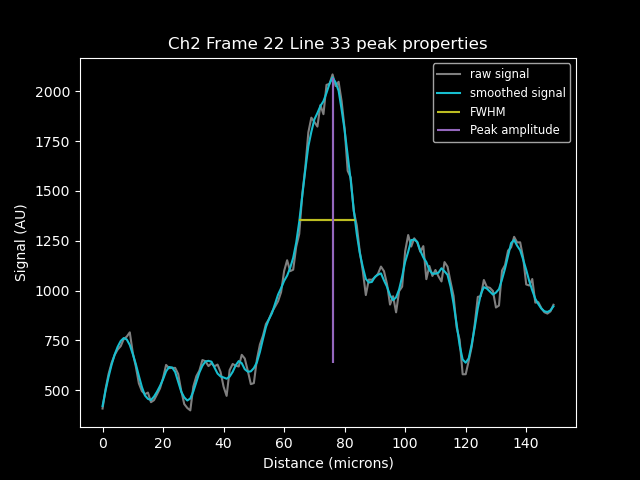 Ch2 Frame 22 Line 33 peak properties
raw signal
smoothed signal
FWHM
Peak amplitude
Signal (AU)
2000
1750
1500
1250
1000
750
500
0 20 40 60 80 100 120 140
Distance (microns)